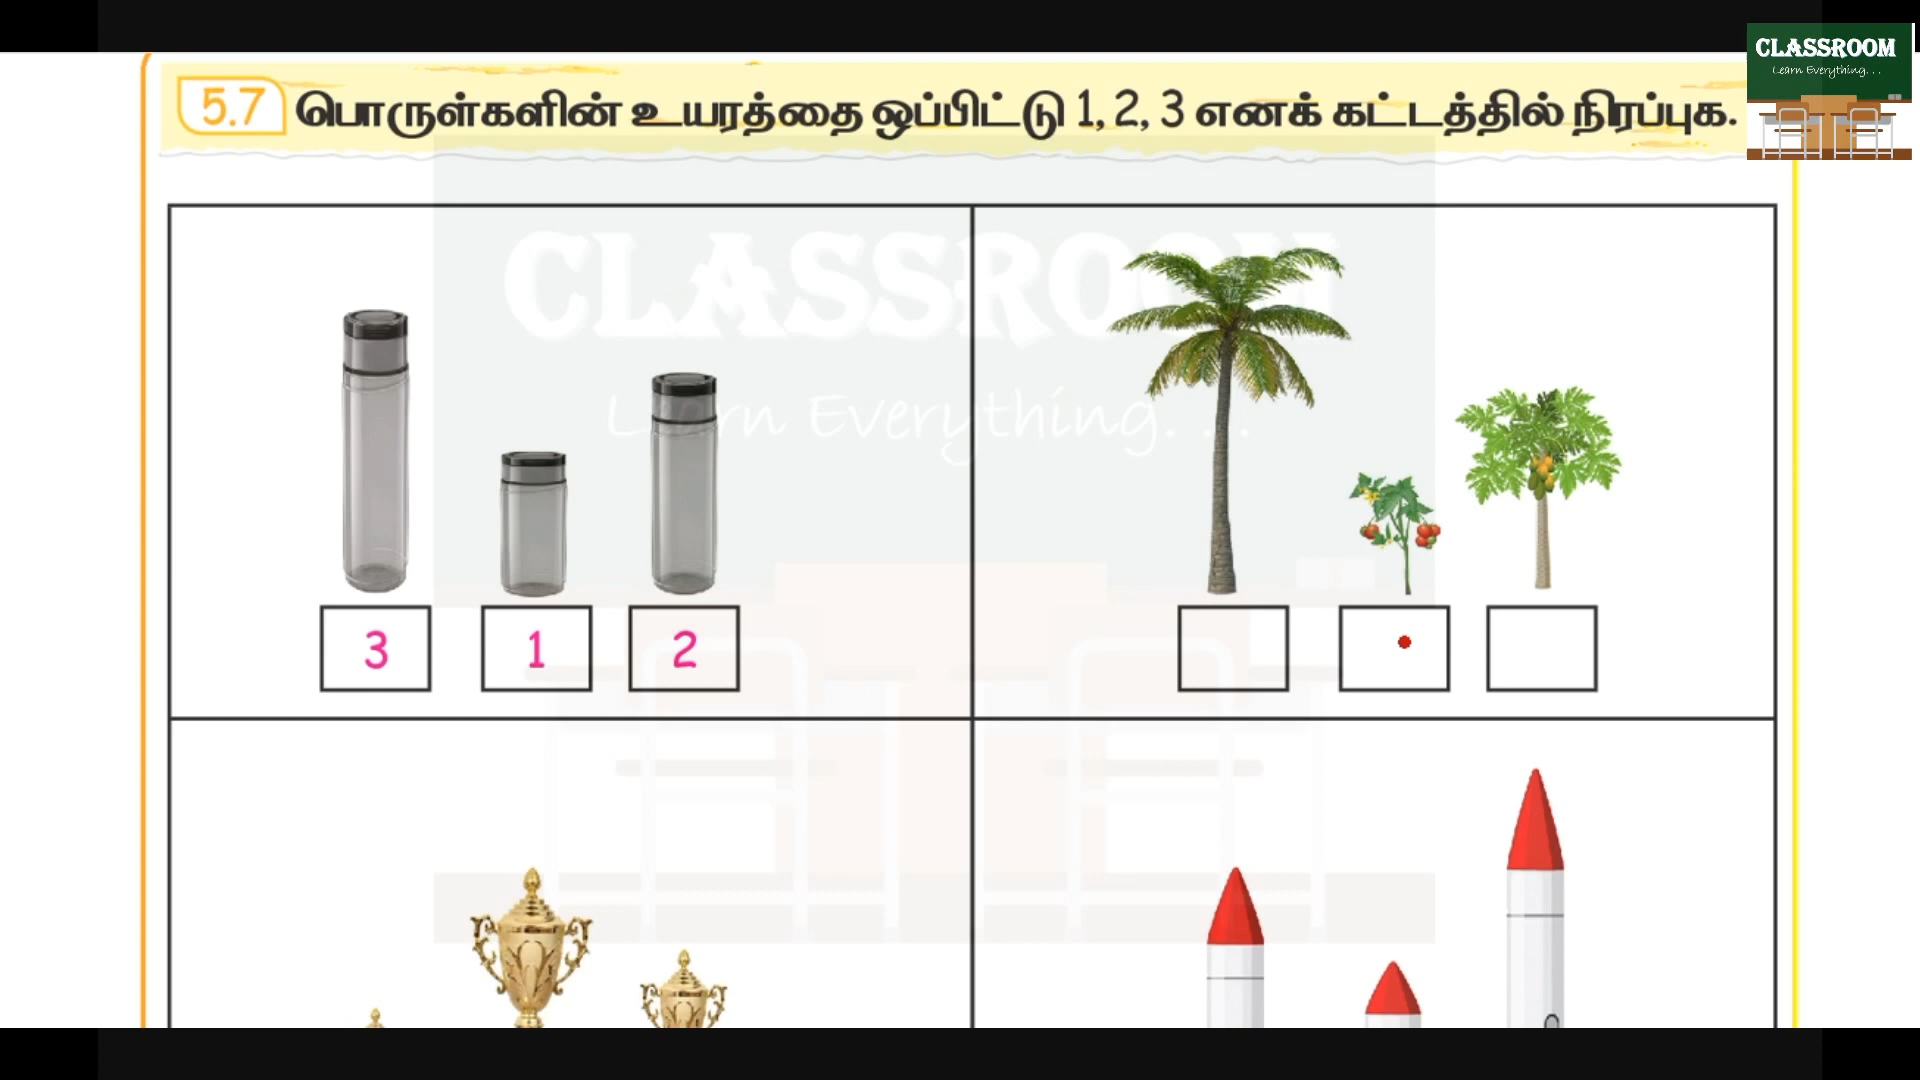 CLASSROOM
Learn Everything. . .
5.7 பொருள்களின் உயரத்தை ஒப்பிட்டு 1, 2, 3 எனக் கட்டத்தில் நிரப்புக.
CLASSROOM
Learn Everything. . .
3 1 2